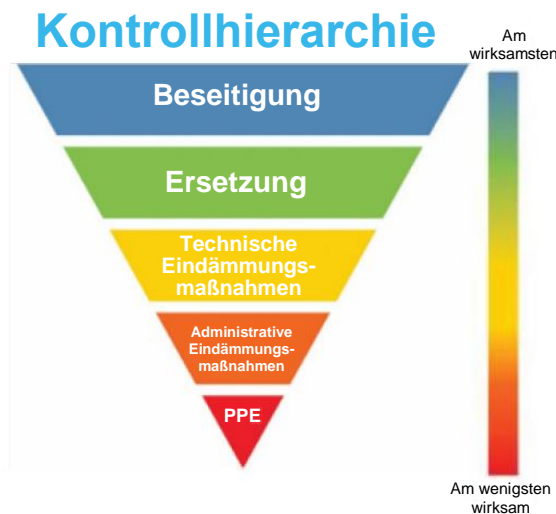 Kontrollhierarchie
Am
wirksamsten
Beseitigung
Ersetzung
Technische
Eindämmungs-
maßnahmen
Administrative
Eindämmungs-
maßnahmen
PPE
Am wenigsten
wirksam